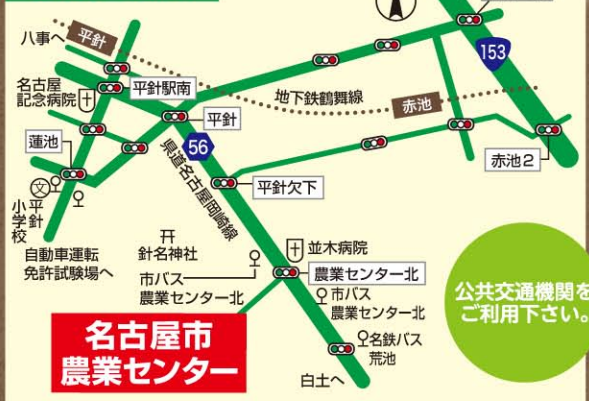 八事へ
平針
153
名古屋
記念病院
平針駅南
地下鉄鶴舞線
赤池
平針
蓮池
56
県道名古屋岡崎線
赤池2
平針欠下
文
平針
小学校
自動車運転
免許試験場へ
針名神社
並木病院
市バス
農業センター北
農業センター北
市バス
農業センター北
公共交通機関を
ご利用下さい。
名古屋市
農業センター
名鉄バス
荒池
白土へ